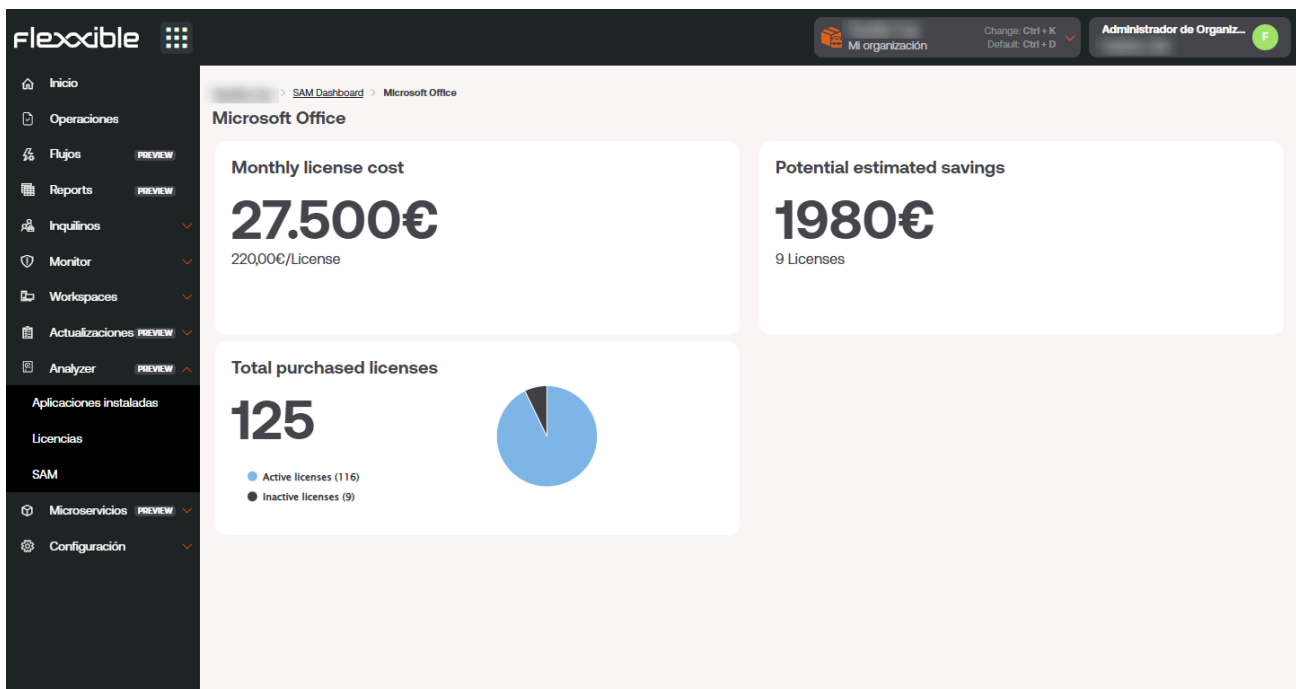 Flexxible
Mi organización
Change: Ctrl + K
Default: Ctrl + D
Administrador de Organiz...
F
Inicio
Operaciones
Flujos PREVIEW
Reports PREVIEW
Inquilinos
Monitor
Workspaces
Actualizaciones PREVIEW
Analyzer PREVIEW
Aplicaciones instaladas
Licencias
SAM
Microservicios PREVIEW
Configuración
> SAM Dashboard > Microsoft Office
Microsoft Office
Monthly license cost
27.500€
220,00€/License
Potential estimated savings
1980€
9 Licenses
Total purchased licenses
125
Active licenses (116)
Inactive licenses (9)